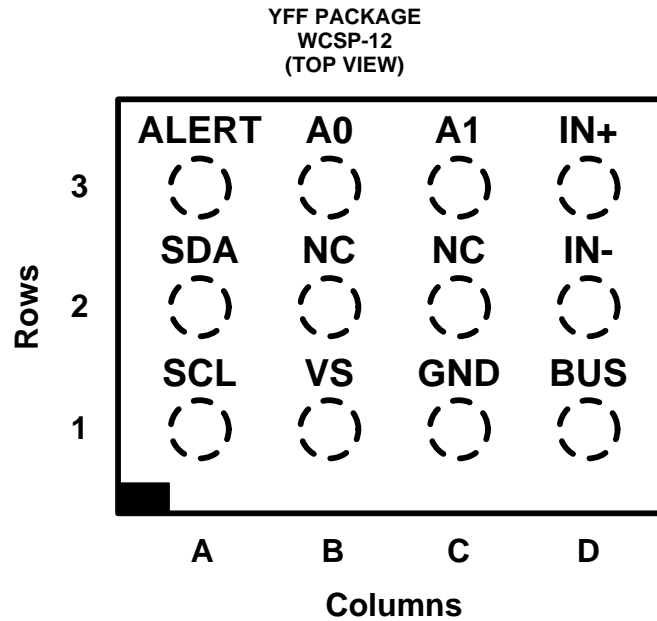 YFF PACKAGE
WCSP-12
(TOP VIEW)
ALERT A0 A1 IN+
3
SDA NC NC IN-
Rows
2
SCL VS GND BUS
1
A B C D
Columns